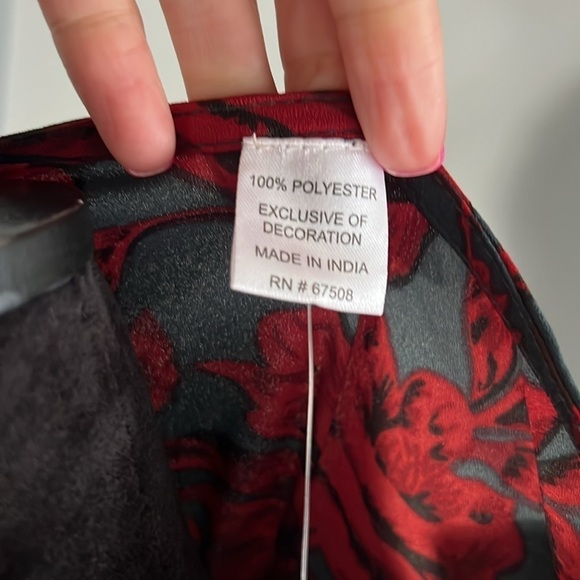 100% POLYESTER
EXCLUSIVE OF
DECORATION
MADE IN INDIA
RN # 67508